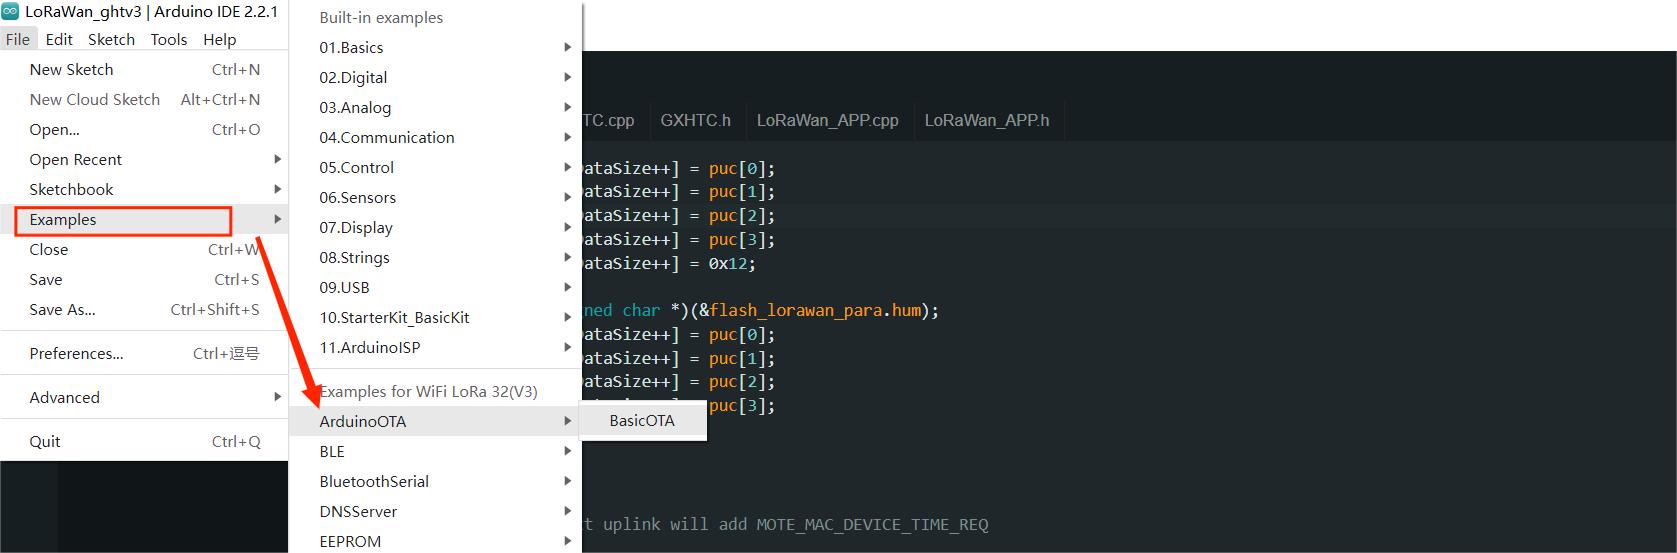 LoRaWan_ghtv3 | Arduino IDE 2.2.1
File Edit Sketch Tools Help
New Sketch Ctrl+N
New Cloud Sketch Alt+Ctrl+N
Open... Ctrl+O
Open Recent
Sketchbook
Examples
Close Ctrl+W
Save Ctrl+S
Save As... Ctrl+Shift+S
Preferences... Ctrl+逗号
Advanced
Quit Ctrl+Q
Built-in examples
01.Basics
02.Digital
03.Analog
04.Communication
05.Control
06.Sensors
07.Display
08.Strings
09.USB
10.StarterKit_BasicKit
11.ArduinoISP
Examples for WiFi LoRa 32(V3)
ArduinoOTA
BLE
BluetoothSerial
DNSServer
EEPROM
BasicOTA
TC.cpp GXHTC.h LoRaWan_APP.cpp LoRaWan_APP.h
ataSize++] = puc[0];
ataSize++] = puc[1];
ataSize++] = puc[2];
ataSize++] = puc[3];
ataSize++] = 0x12;
ned char *)(&flash_lorawan_para.hum);
ataSize++] = puc[0];
ataSize++] = puc[1];
ataSize++] = puc[2];
puc[3];
t uplink will add MOTE_MAC_DEVICE_TIME_REQ